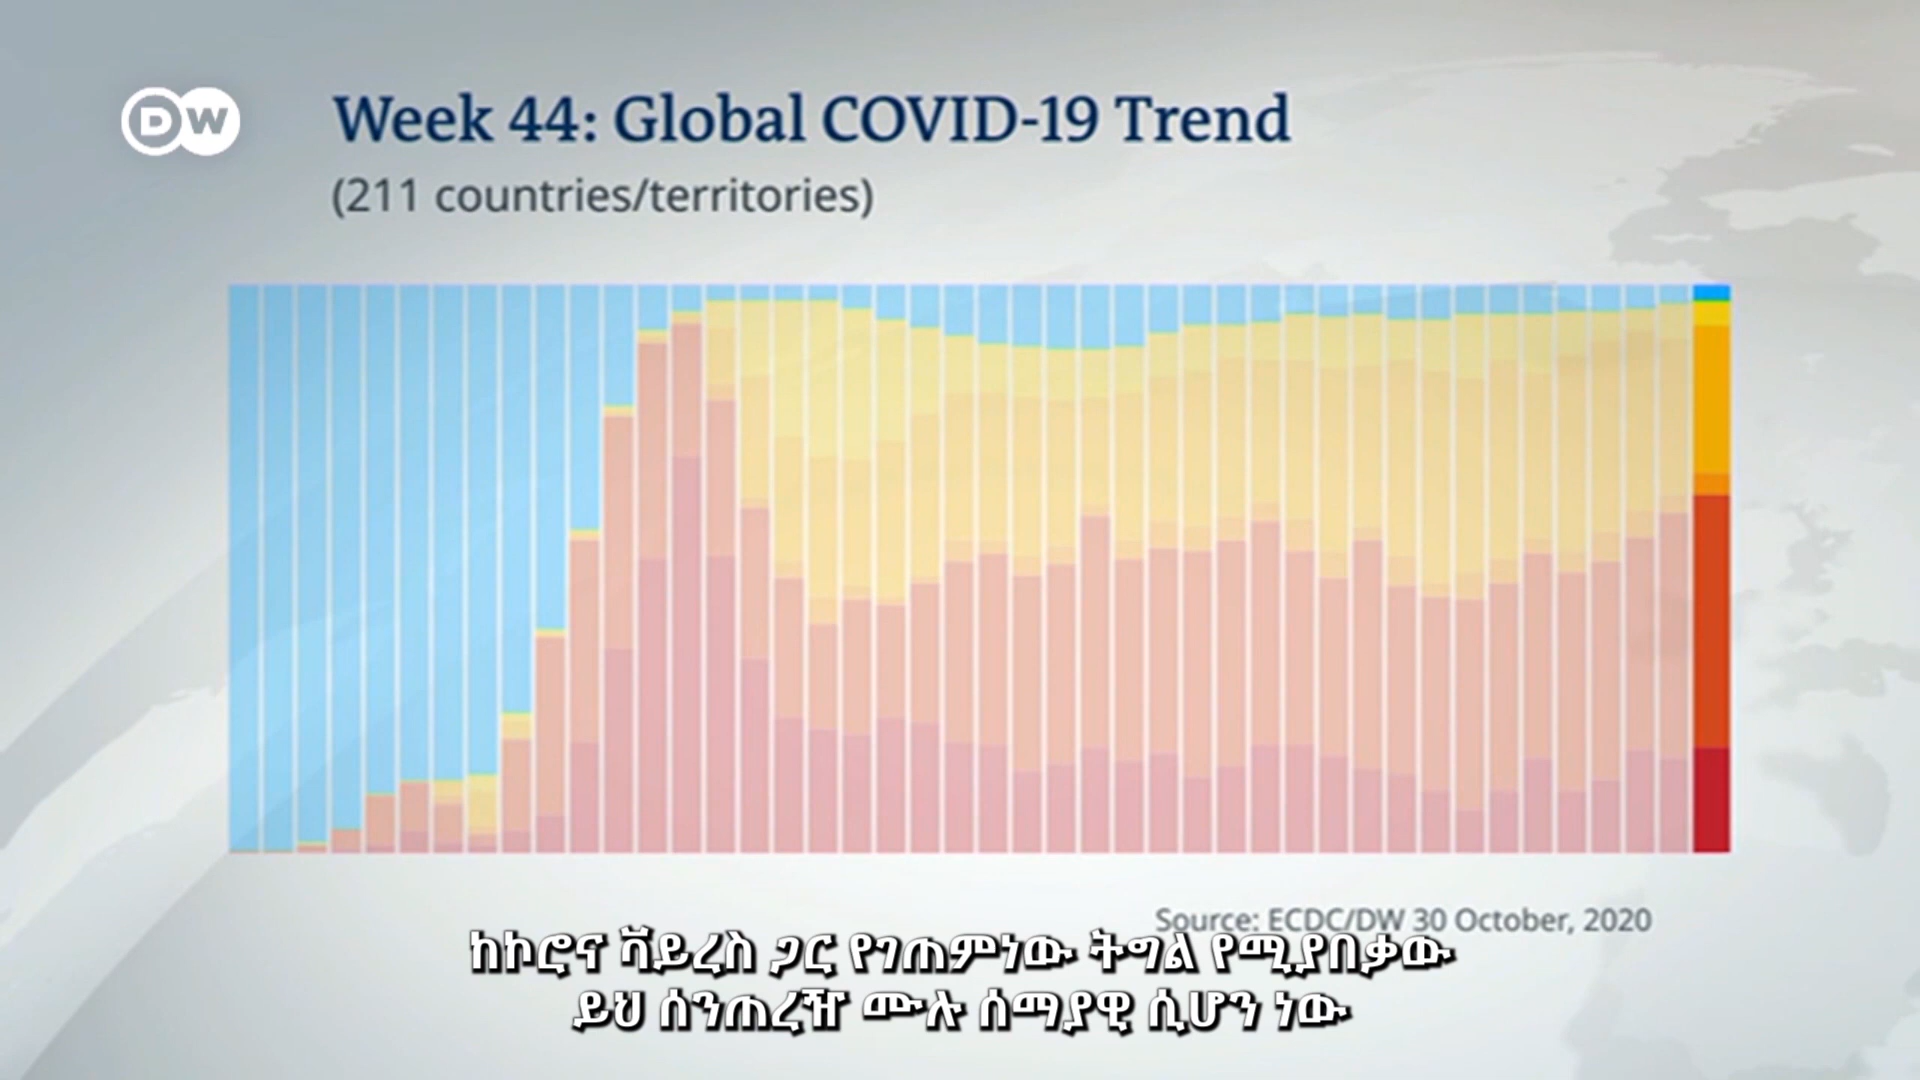 DW
Week 44: Global COVID-19 Trend
(211 countries/territories)
Source: ECDC/DW 30 October, 2020
ከኮሮና ቫይረስ ጋር የገጠምነው ትግል የሚያበቃው
ይህ ሰንጠረዥ ሙሉ ሰማያዊ ሲሆን ነው